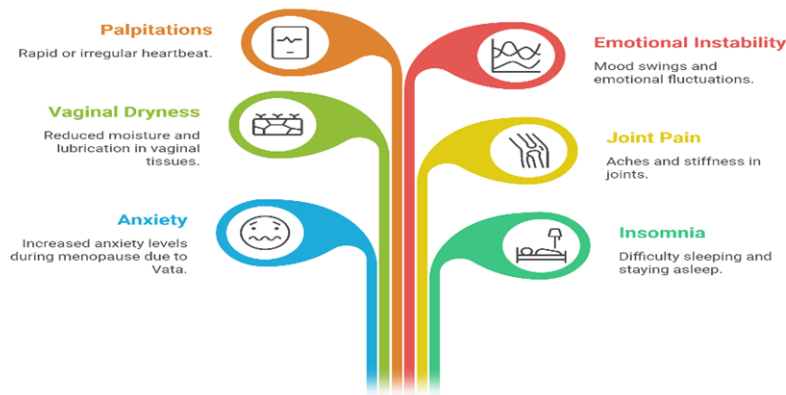 Palpitations
Rapid or irregular heartbeat.
Emotional Instability
Mood swings and
emotional fluctuations.
Vaginal Dryness
Reduced moisture and
lubrication in vaginal
tissues.
Joint Pain
Aches and stiffness in
joints.
Anxiety
Increased anxiety levels
during menopause due to
Vata.
Insomnia
Difficulty sleeping and
staying asleep.